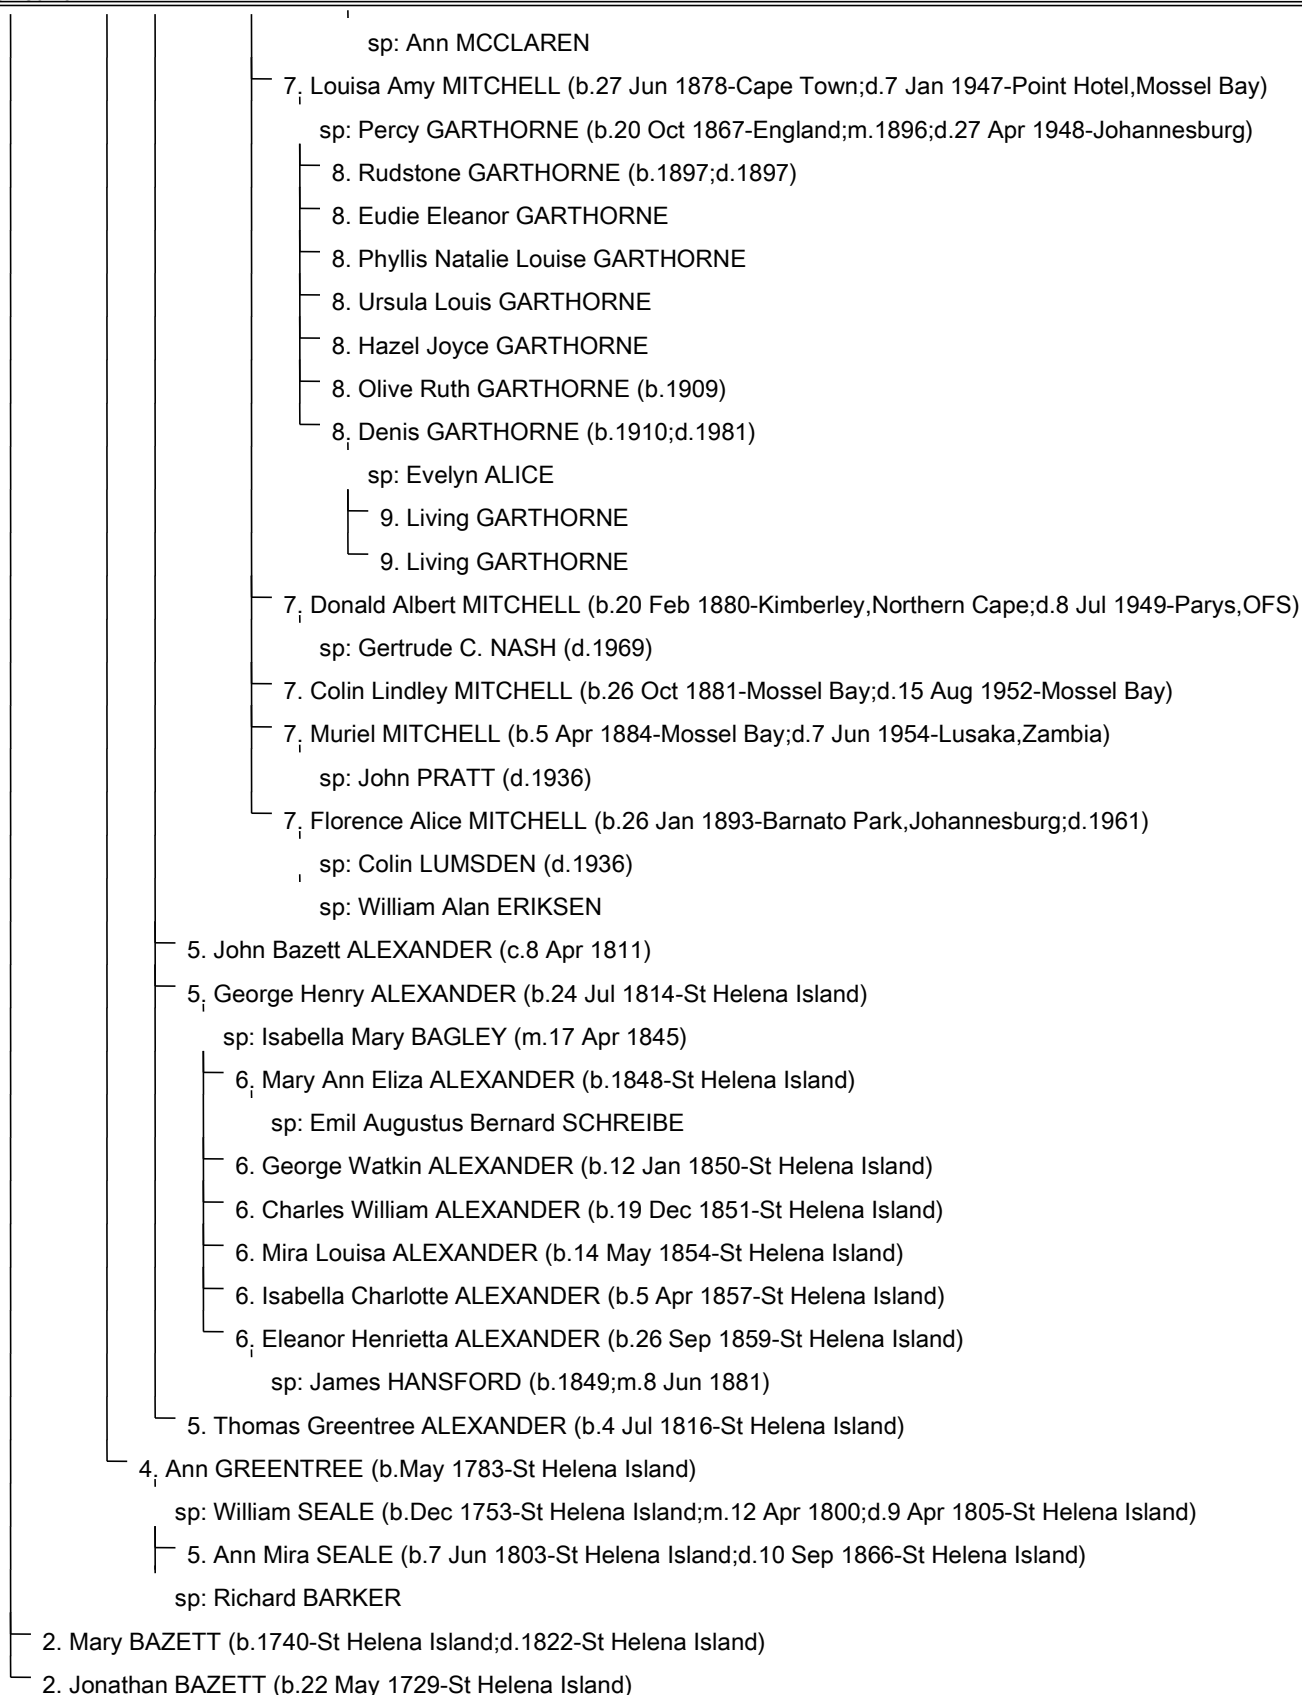 sp: Ann MCCLAREN
7. Louisa Amy MITCHELL (b.27 Jun 1878-Cape Town;d.7 Jan 1947-Point Hotel,Mossel Bay)
sp: Percy GARTHORNE (b.20 Oct 1867-England;m.1896;d.27 Apr 1948-Johannesburg)
8. Rudstone GARTHORNE (b.1897;d.1897)
8. Eudie Eleanor GARTHORNE
8. Phyllis Natalie Louise GARTHORNE
8. Ursula Louis GARTHORNE
8. Hazel Joyce GARTHORNE
8. Olive Ruth GARTHORNE (b.1909)
8. Denis GARTHORNE (b.1910;d.1981)
sp: Evelyn ALICE
9. Living GARTHORNE
9. Living GARTHORNE
7. Donald Albert MITCHELL (b.20 Feb 1880-Kimberley,Northern Cape;d.8 Jul 1949-Parys,OFS)
sp: Gertrude C. NASH (d.1969)
7. Colin Lindley MITCHELL (b.26 Oct 1881-Mossel Bay;d.15 Aug 1952-Mossel Bay)
7. Muriel MITCHELL (b.5 Apr 1884-Mossel Bay;d.7 Jun 1954-Lusaka,Zambia)
sp: John PRATT (d.1936)
7. Florence Alice MITCHELL (b.26 Jan 1893-Barnato Park,Johannesburg;d.1961)
sp: Colin LUMSDEN (d.1936)
sp: William Alan ERIKSEN
5. John Bazett ALEXANDER (c.8 Apr 1811)
5. George Henry ALEXANDER (b.24 Jul 1814-St Helena Island)
sp: Isabella Mary BAGLEY (m.17 Apr 1845)
6. Mary Ann Eliza ALEXANDER (b.1848-St Helena Island)
sp: Emil Augustus Bernard SCHREIBE
6. George Watkin ALEXANDER (b.12 Jan 1850-St Helena Island)
6. Charles William ALEXANDER (b.19 Dec 1851-St Helena Island)
6. Mira Louisa ALEXANDER (b.14 May 1854-St Helena Island)
6. Isabella Charlotte ALEXANDER (b.5 Apr 1857-St Helena Island)
6. Eleanor Henrietta ALEXANDER (b.26 Sep 1859-St Helena Island)
sp: James HANSFORD (b.1849;m.8 Jun 1881)
5. Thomas Greentree ALEXANDER (b.4 Jul 1816-St Helena Island)
4. Ann GREENTREE (b.May 1783-St Helena Island)
sp: William SEALE (b.Dec 1753-St Helena Island;m.12 Apr 1800;d.9 Apr 1805-St Helena Island)
5. Ann Mira SEALE (b.7 Jun 1803-St Helena Island;d.10 Sep 1866-St Helena Island)
sp: Richard BARKER
2. Mary BAZETT (b.1740-St Helena Island;d.1822-St Helena Island)
2. Jonathan BAZETT (b.22 May 1729-St Helena Island)